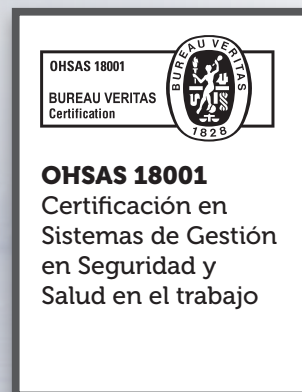 OHSAS 18001
BUREAU VERITAS
Certification
BUREAU VERITAS
1828
OHSAS 18001
Certificación en
Sistemas de Gestión
en Seguridad y
Salud en el trabajo